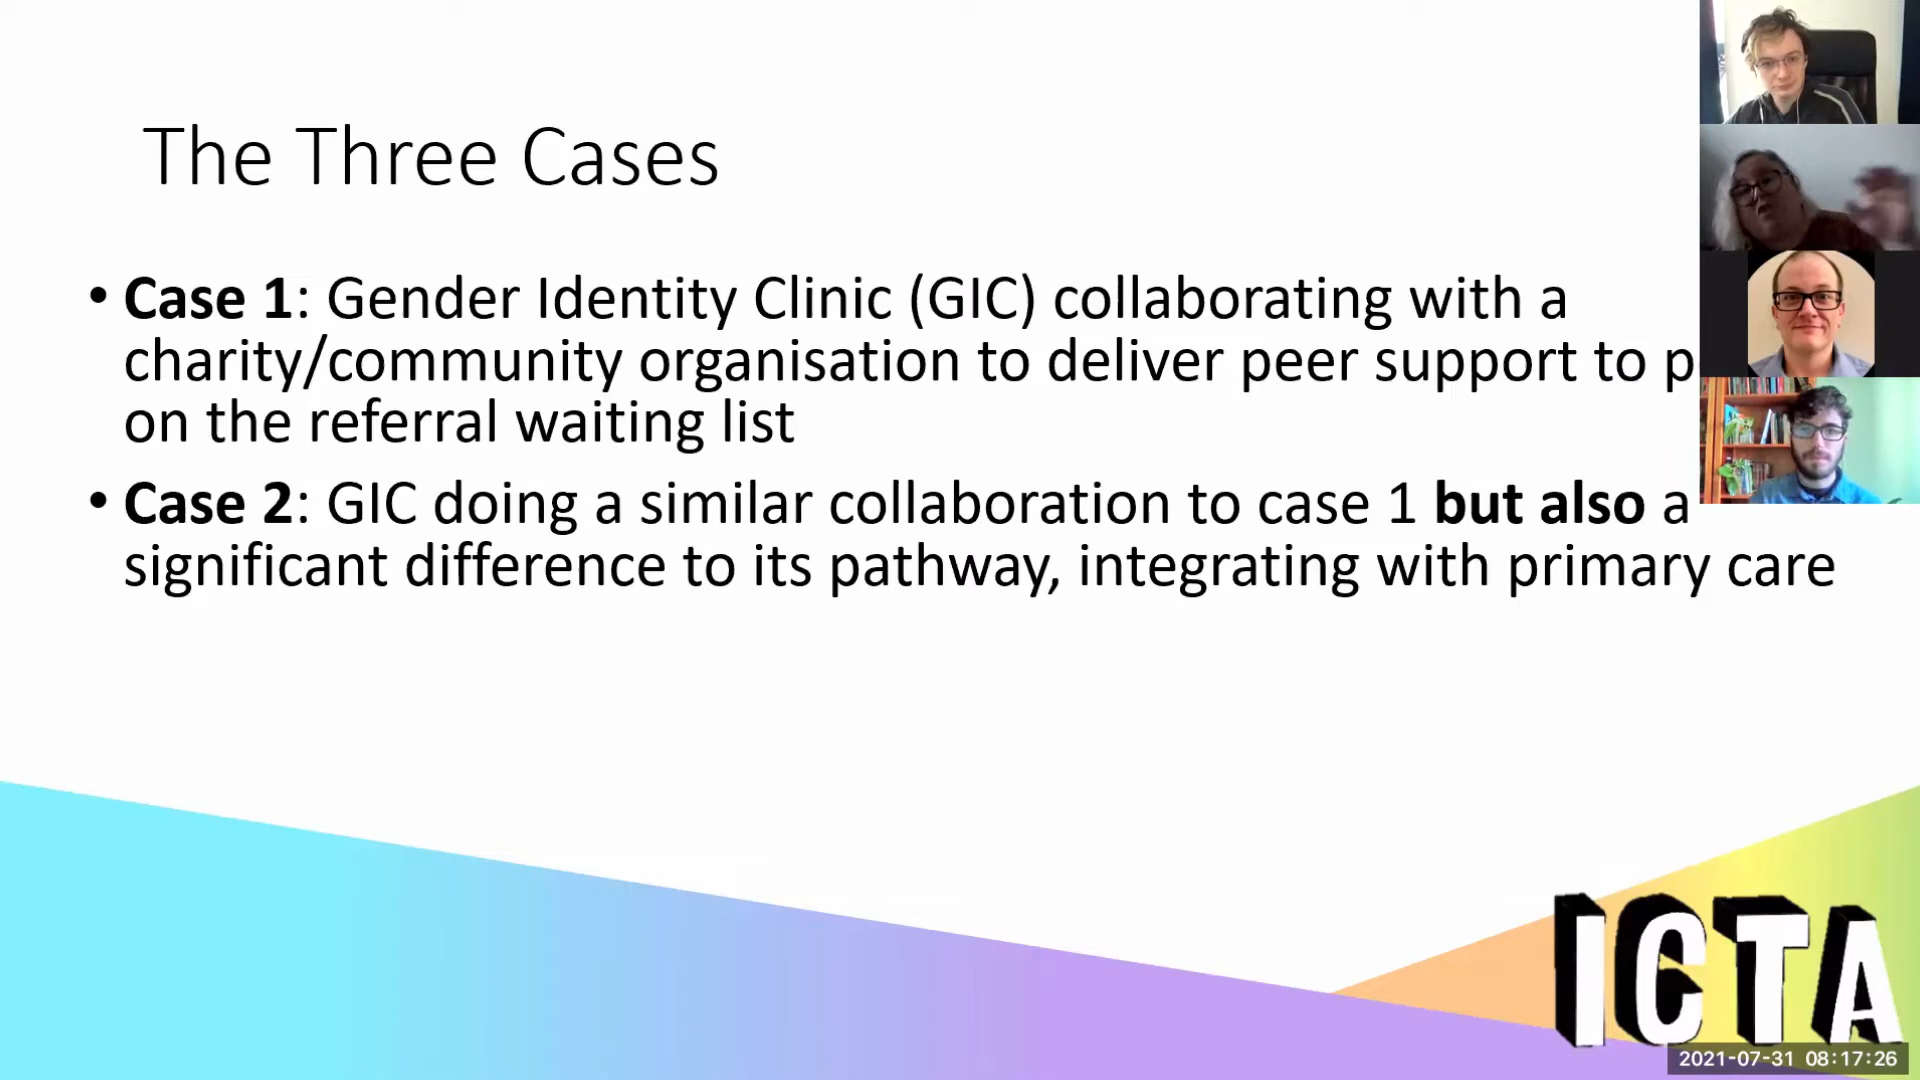 The Three Cases
• Case 1: Gender Identity Clinic (GIC) collaborating with a
charity/community organisation to deliver peer support to p
on the referral waiting list
• Case 2: GIC doing a similar collaboration to case 1 but also a
significant difference to its pathway, integrating with primary care
ICTA
2021-07-31 08:17:26